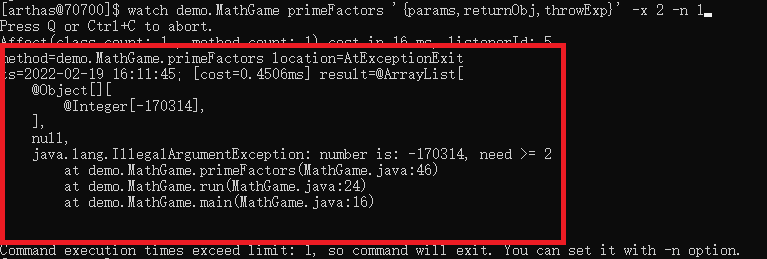 [arthas@70700]$ watch demo.MathGame primeFactors '{params,returnObj,throwExp}' -x 2 -n 1
Press Q or Ctrl+C to abort.
Affect(class count: 1 , method count: 1) cost in 16 ms, listenerId: 5
method=demo.MathGame.primeFactors location=AtExceptionExit
ts=2022-02-19 16:11:45; [cost=0.4506ms] result=@ArrayList[
    @Object[][
        @Integer[-170314],
    ],
    null,
    java.lang.IllegalArgumentException: number is: -170314, need >= 2
        at demo.MathGame.primeFactors(MathGame.java:46)
        at demo.MathGame.run(MathGame.java:24)
        at demo.MathGame.main(MathGame.java:16)
Command execution times exceed limit: 1, so command will exit. You can set it with -n option.